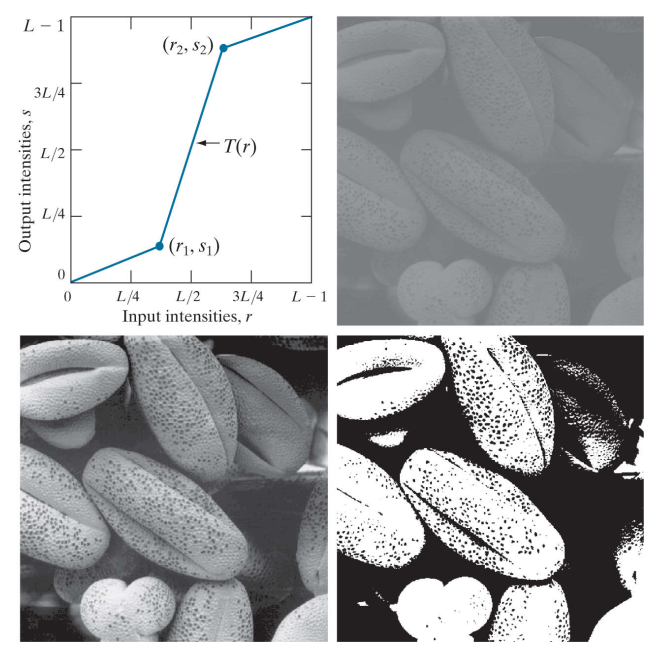 L − 1
(r₂, s₂)
3L/4
L/2
T(r)
L/4
(r₁, s₁)
0
0 L/4 L/2 3L/4 L − 1
Output intensities, s
Input intensities, r